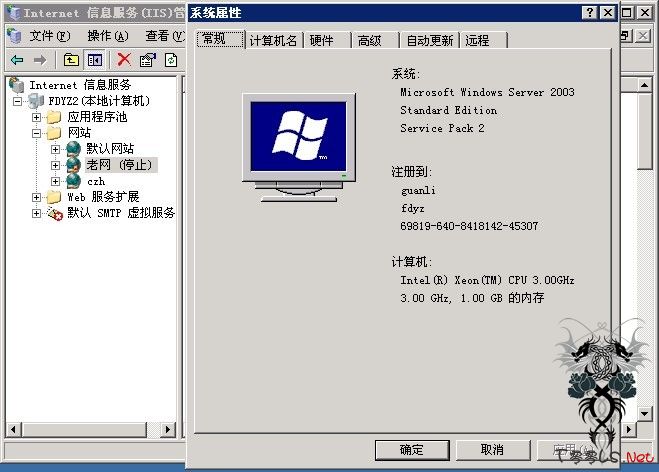 Internet 信息服务(IIS)管
文件(F) 操作(A) 查看(V)
Internet 信息服务
FDYZ2(本地计算机)
应用程序池
网站
默认网站
老网 (停止)
czh
Web 服务扩展
默认 SMTP 虚拟服务
系统属性
常规 计算机名 硬件 高级 自动更新 远程
系统:
Microsoft Windows Server 2003
Standard Edition
Service Pack 2
注册到:
guanli
fdyz
69819-640-8418142-45307
计算机:
Intel(R) Xeon(TM) CPU 3.00GHz
3.00 GHz, 1.00 GB 的内存
确定 取消